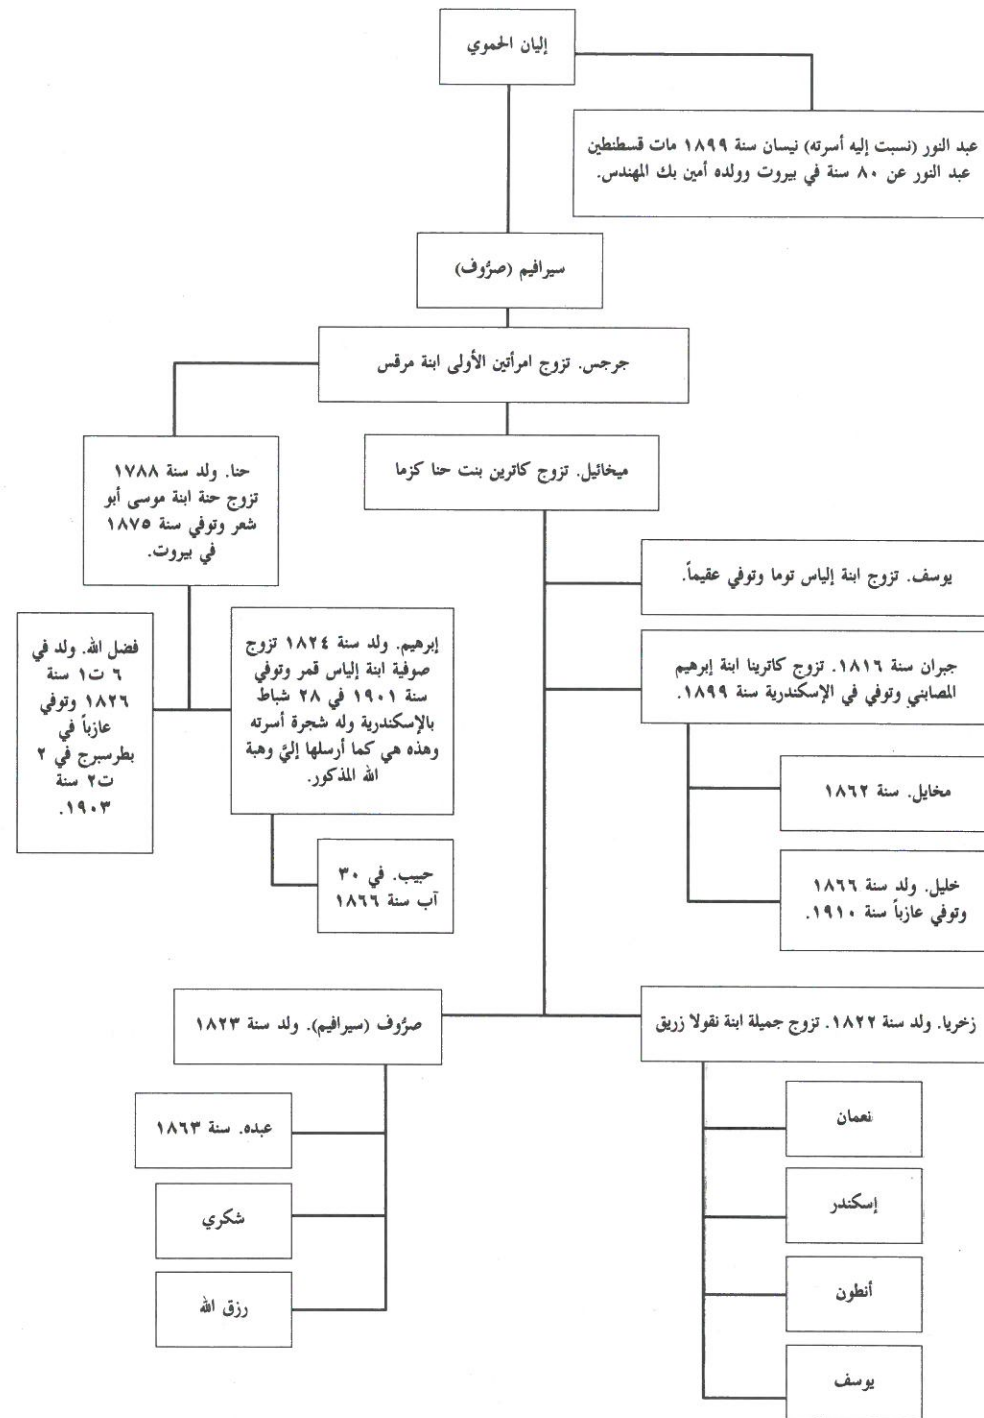 إليان الحموي
عبد النور (نسبت إليه أسرته) نيسان سنة ١٨٩٩ مات قسطنطين
عبد النور عن ٨٠ سنة في بيروت وولده أمين بك المهندس.
سيرافيم (صرُّوف)
جرجس. تزوج امرأتين الأولى ابنة مرقس
ميخائيل. تزوج كاترين بنت حنا كزما
حنا. ولد سنة ١٧٨٨
تزوج حنة ابنة موسى أبو
شعر وتوفي سنة ١٨٧٥
في بيروت.
يوسف. تزوج ابنة إلياس توما وتوفي عقيماً.
إبرهيم. ولد سنة ١٨٢٤ تزوج
صوفية ابنة إلياس قمر وتوفي
سنة ١٩٠١ في ٢٨ شباط
بالإسكندرية وله شجرة أسرته
وهذه هي كما أرسلها إليَّ وهبة
الله المذكور.
فضل الله. ولد في
٦ ت١ سنة
١٨٢٦ وتوفي
عازباً في
بطرسبرج في ٢
ت٢ سنة
١٩٠٣.
جبران سنة ١٨١٦. تزوج كاترينا ابنة إبرهيم
المصابني وتوفي في الإسكندرية سنة ١٨٩٩.
مخايل. سنة ١٨٦٢
حبيب. في ٣٠
آب سنة ١٨٦٦
خليل. ولد سنة ١٨٦٦
وتوفي عازباً سنة ١٩١٠.
زخريا. ولد سنة ١٨٢٢. تزوج جميلة ابنة نقولا زريق
صرُّوف (سيرافيم). ولد سنة ١٨٢٣
نعمان
عبده. سنة ١٨٦٣
إسكندر
شكري
أنطون
رزق الله
يوسف